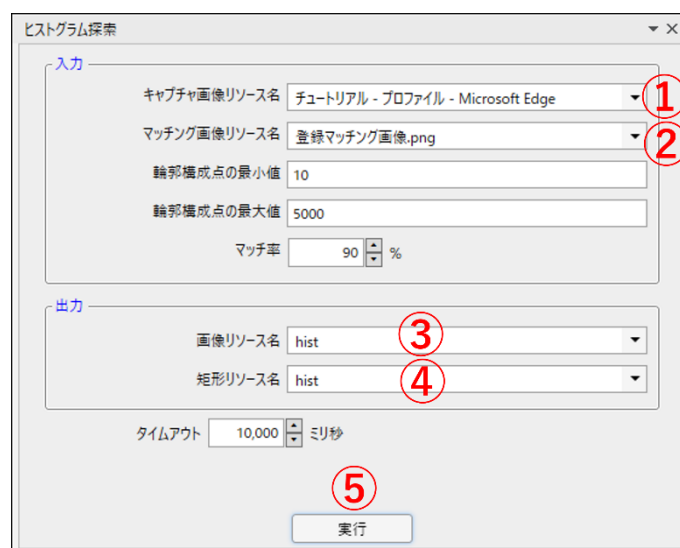 ヒストグラム探索
入力
キャプチャ画像リソース名 チュートリアル - プロファイル - Microsoft Edge ①
マッチング画像リソース名 登録マッチング画像.png ②
輪郭構成点の最小値 10
輪郭構成点の最大値 5000
マッチ率 90 %
出力
画像リソース名 hist ③
矩形リソース名 hist ④
タイムアウト 10,000 ミリ秒
⑤
実行